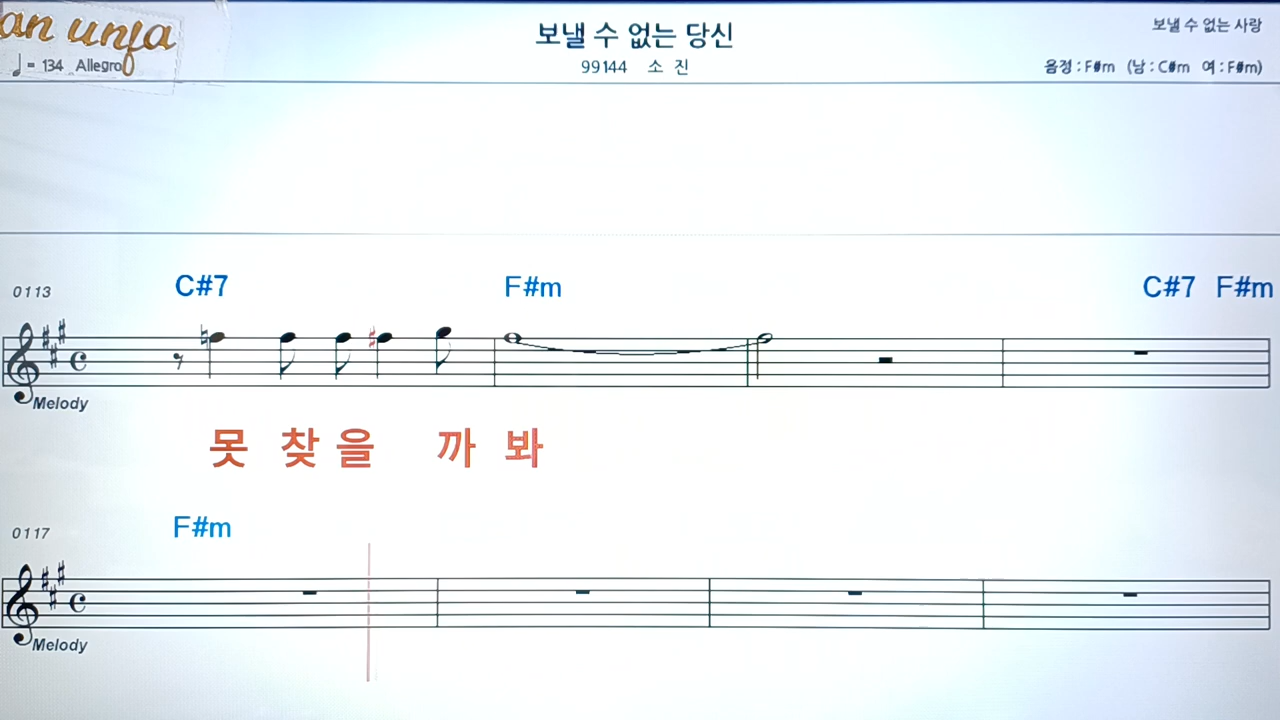 an unfa
보낼 수 없는 당신
보낼 수 없는 사랑
♩ = 134 Allegro
99144 소 진
음정 : F#m (남 : C#m 여 : F#m)
0113 C#7 F#m C#7 F#m
Melody
못 찾 을 까 봐
0117 F#m
Melody